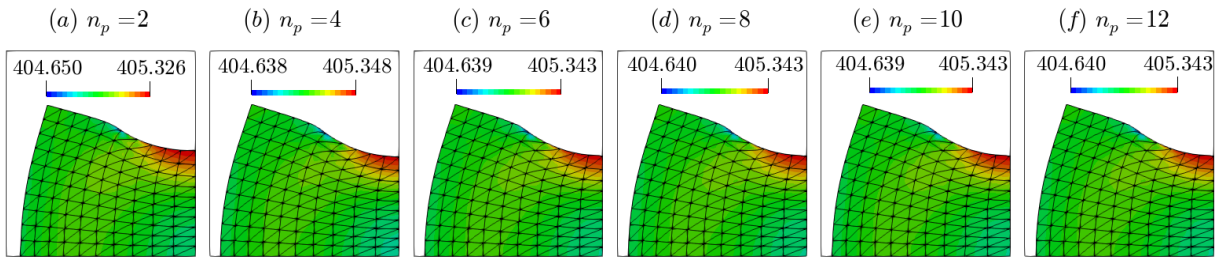 (a) n_p =2
(b) n_p =4
(c) n_p =6
(d) n_p =8
(e) n_p =10
(f) n_p =12
404.650 405.326
404.638 405.348
404.639 405.343
404.640 405.343
404.639 405.343
404.640 405.343